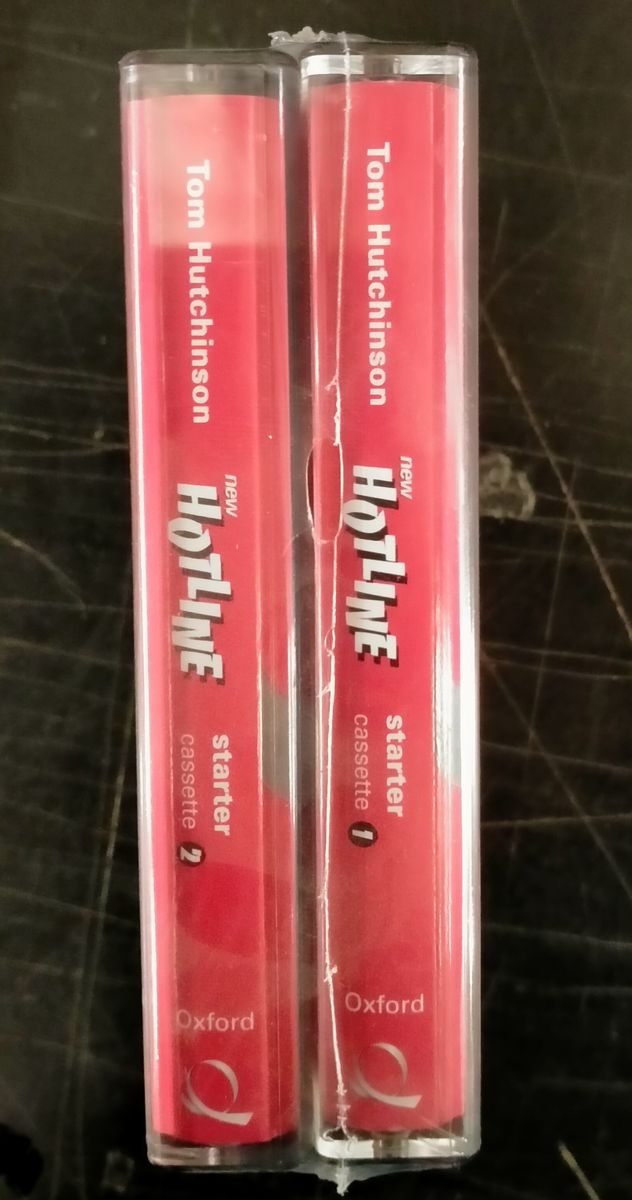 Tom Hutchinson
new
HOTLINE
starter
cassette 2
Oxford
Tom Hutchinson
new
HOTLINE
starter
cassette 1
Oxford